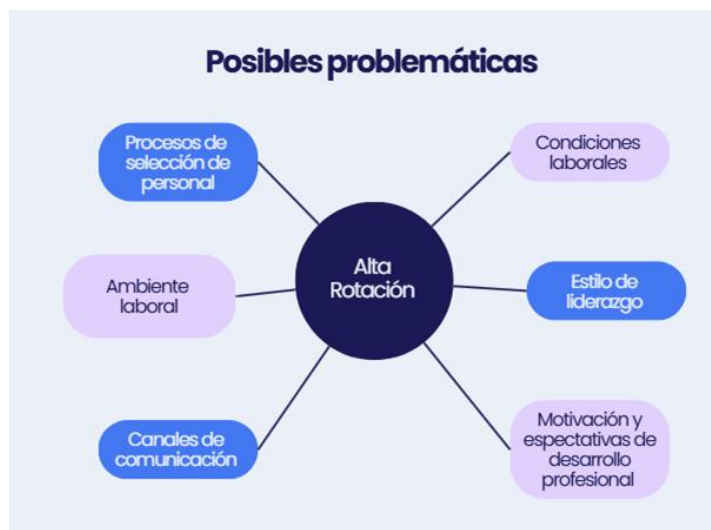 Posibles problemáticas
Procesos de
selección de
personal
Condiciones
laborales
Alta
Rotación
Ambiente
laboral
Estilo de
liderazgo
Canales de
comunicación
Motivación y
espectativas de
desarrollo
profesional